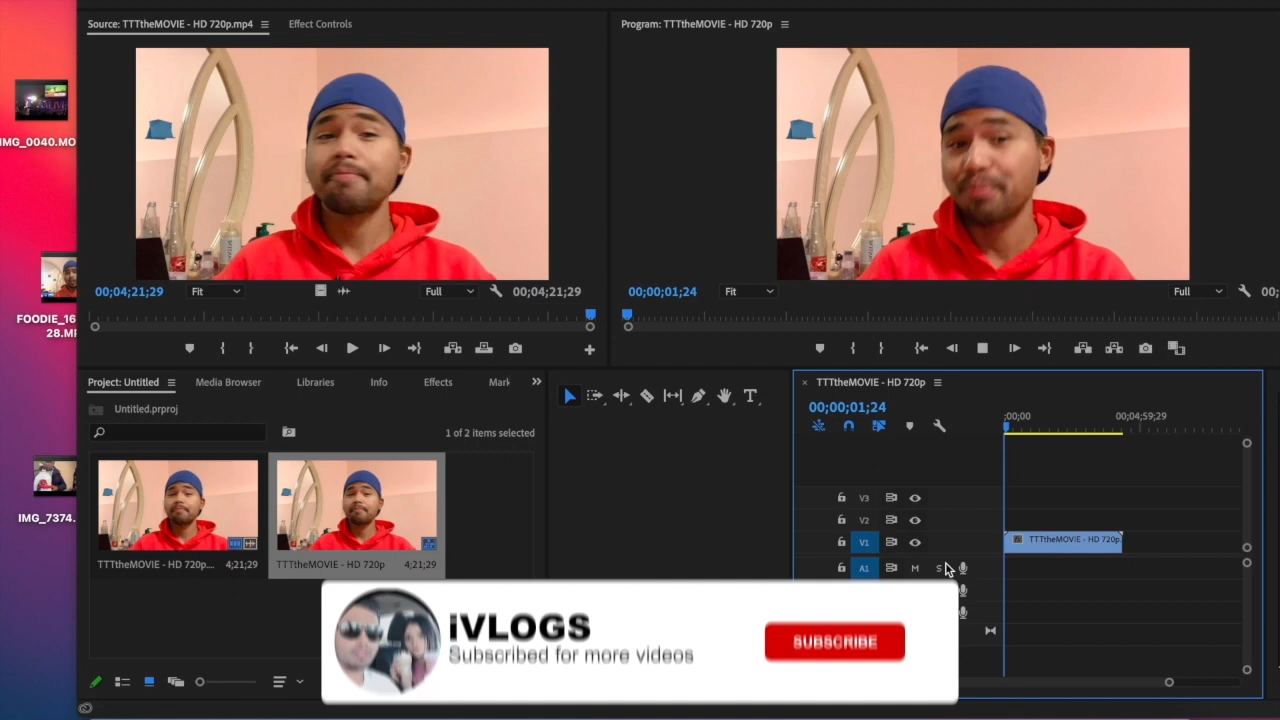 Source: TTTtheMOVIE - HD 720p.mp4
Effect Controls
Program: TTTtheMOVIE - HD 720p
IMG_0040.MO
FOODIE_16
28.MP
IMG_7374.
00;04;21;29
Fit
Full
00;04;21;29
00;00;01;24
Fit
Full
00;
Project: Untitled
Media Browser
Libraries
Info
Effects
Mark
Untitled.prproj
1 of 2 items selected
TTTtheMOVIE - HD 720p....
4;21;29
TTTtheMOVIE - HD 720p
4;21;29
T
× TTTtheMOVIE - HD 720p
00;00;01;24
;00;00
00;04;59;29
V3
V2
V1
TTTtheMOVIE - HD 720p
A1
M
S
iVLOGS
Subscribed for more videos
SUBSCRIBE